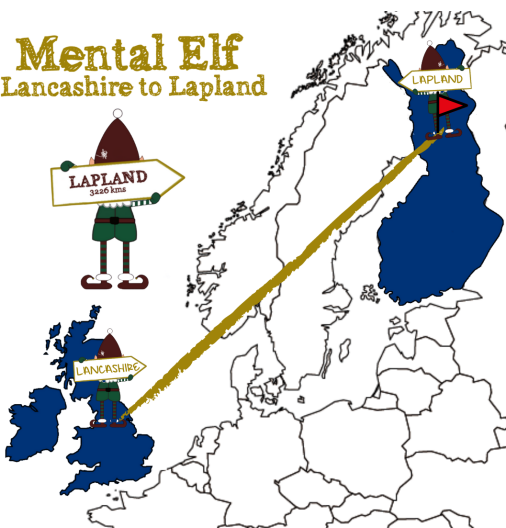 Mental Elf
Lancashire to Lapland
LAPLAND
3226 kms
LAPLAND
LANCASHIRE